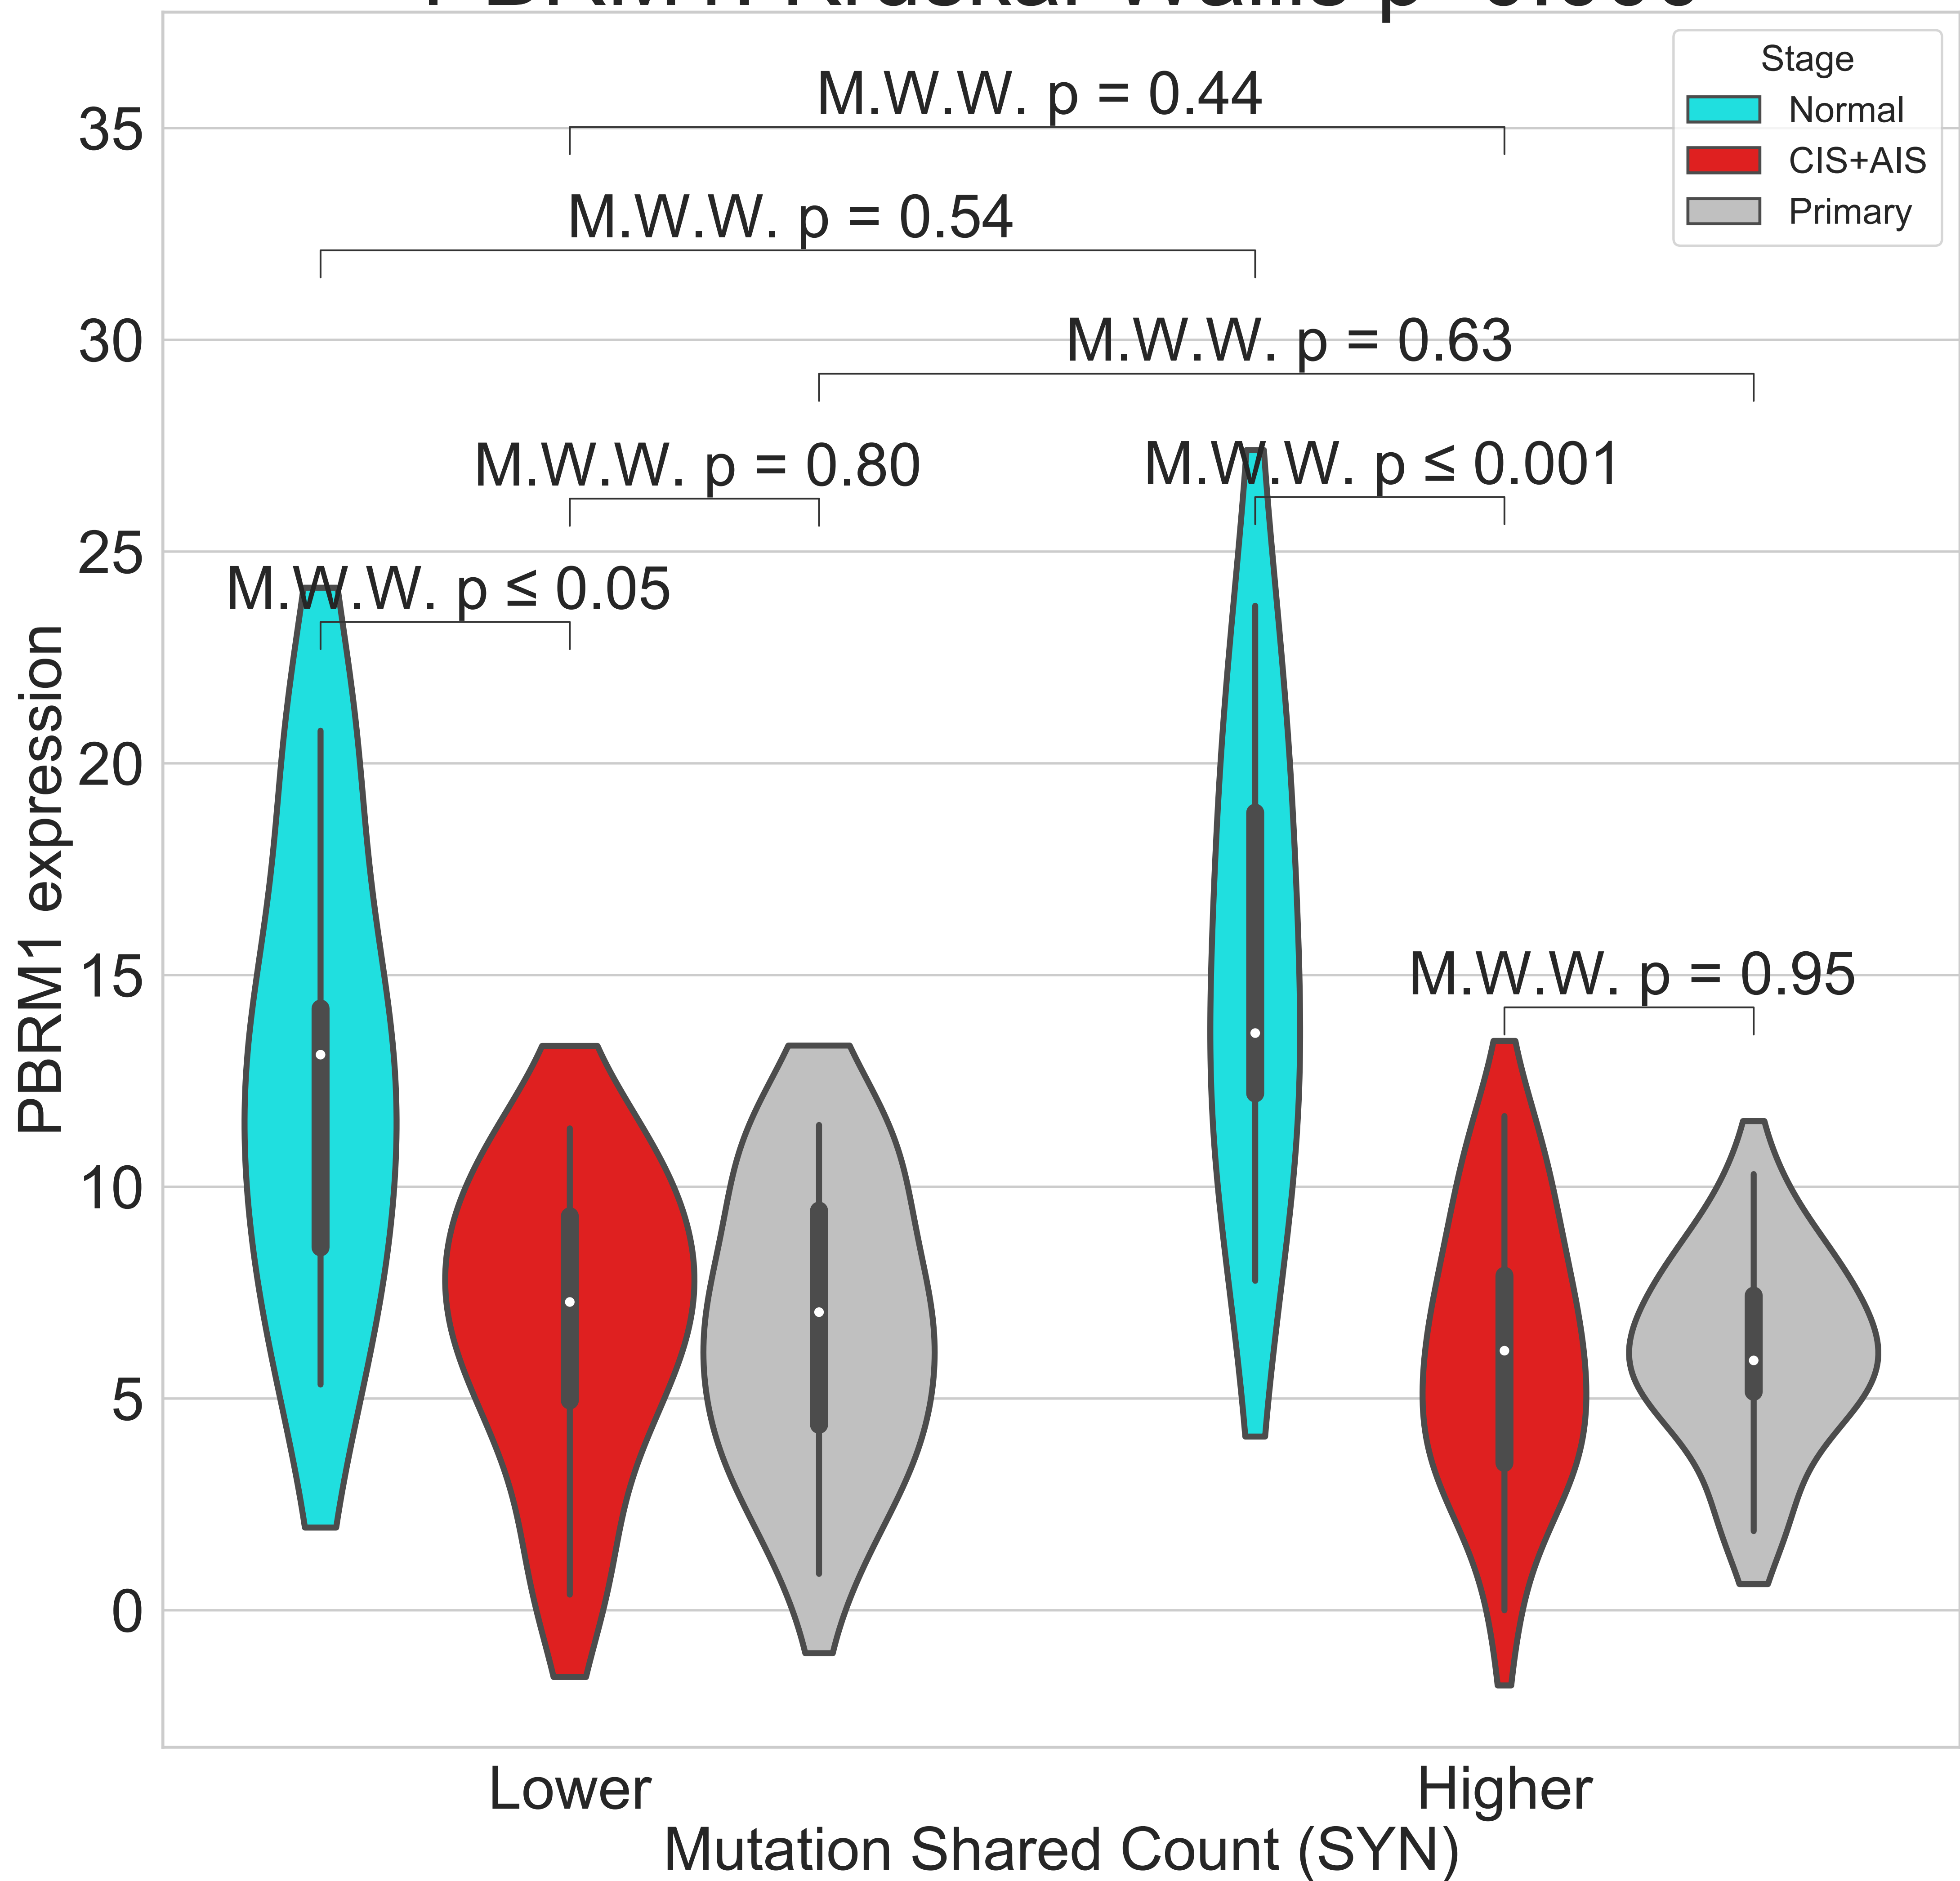 Stage
Normal
CIS+AIS
Primary
M.W.W. p = 0.44
M.W.W. p = 0.54
M.W.W. p = 0.63
M.W.W. p = 0.80
M.W.W. p ≤ 0.001
M.W.W. p ≤ 0.05
M.W.W. p = 0.95
35
30
25
20
15
10
5
0
PBRM1 expression
Lower
Higher
Mutation Shared Count (SYN)